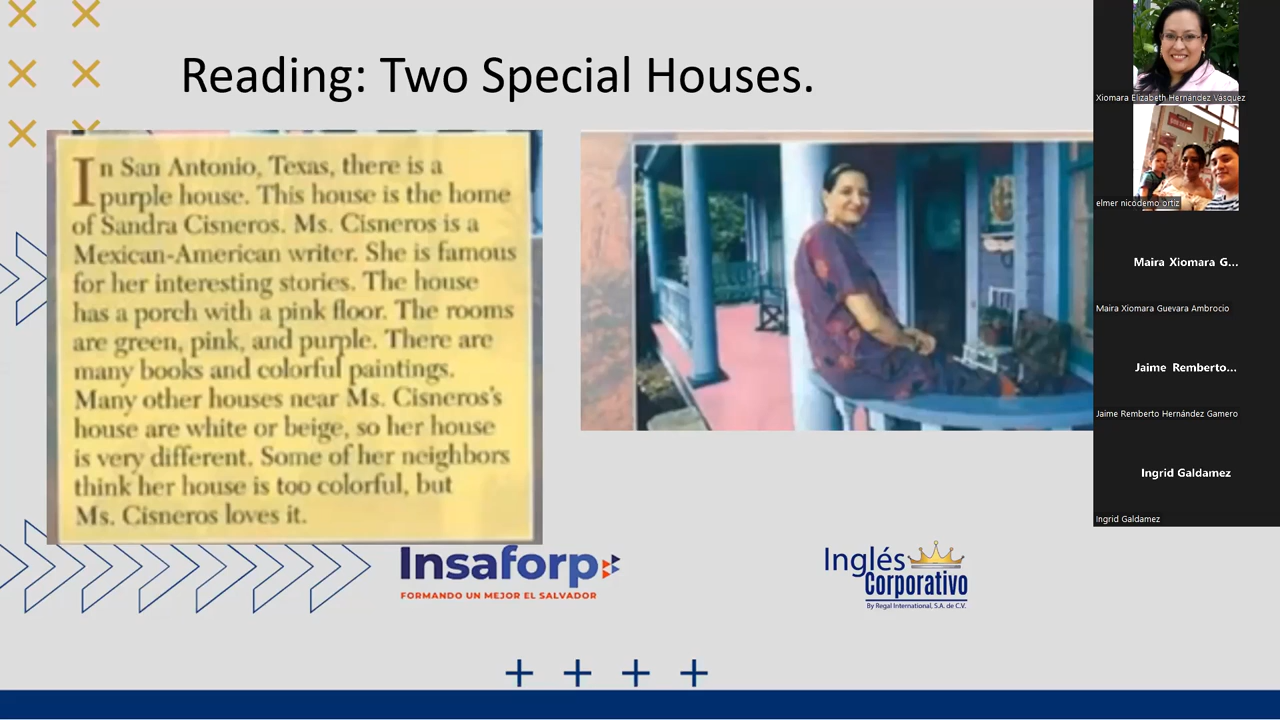 Reading: Two Special Houses.
In San Antonio, Texas, there is a
purple house. This house is the home
of Sandra Cisneros. Ms. Cisneros is a
Mexican-American writer. She is famous
for her interesting stories. The house
has a porch with a pink floor. The rooms
are green, pink, and purple. There are
many books and colorful paintings.
Many other houses near Ms. Cisneros's
house are white or beige, so her house
is very different. Some of her neighbors
think her house is too colorful, but
Ms. Cisneros loves it.
Insaforp
FORMANDO UN MEJOR EL SALVADOR
Inglés
Corporativo
By Regal International, S.A. de C.V.
Xiomara Elizabeth Hernández Vásquez
elmer nicodemo ortiz
Maira Xiomara G...
Maira Xiomara Guevara Ambrocio
Jaime Remberto...
Jaime Remberto Hernández Gamero
Ingrid Galdamez
Ingrid Galdamez